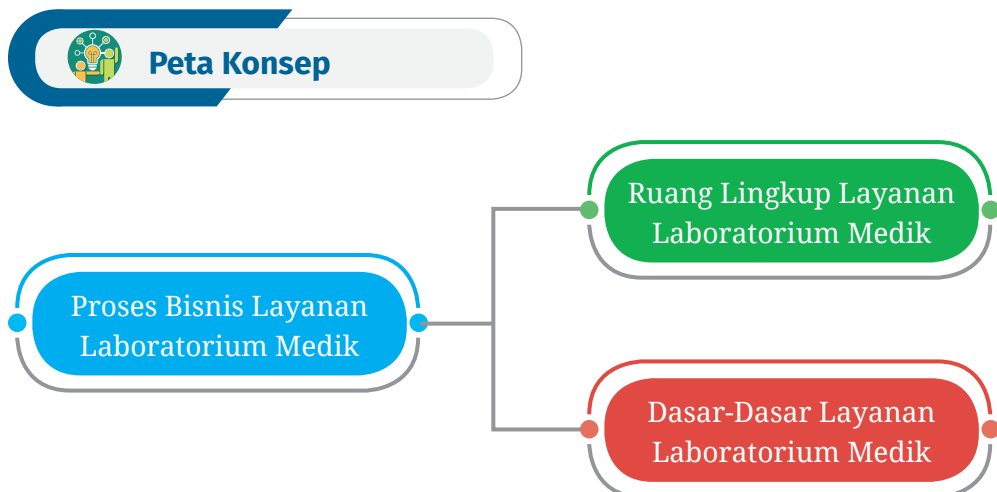 Peta Konsep
Proses Bisnis Layanan
Laboratorium Medik
Ruang Lingkup Layanan
Laboratorium Medik
Dasar-Dasar Layanan
Laboratorium Medik